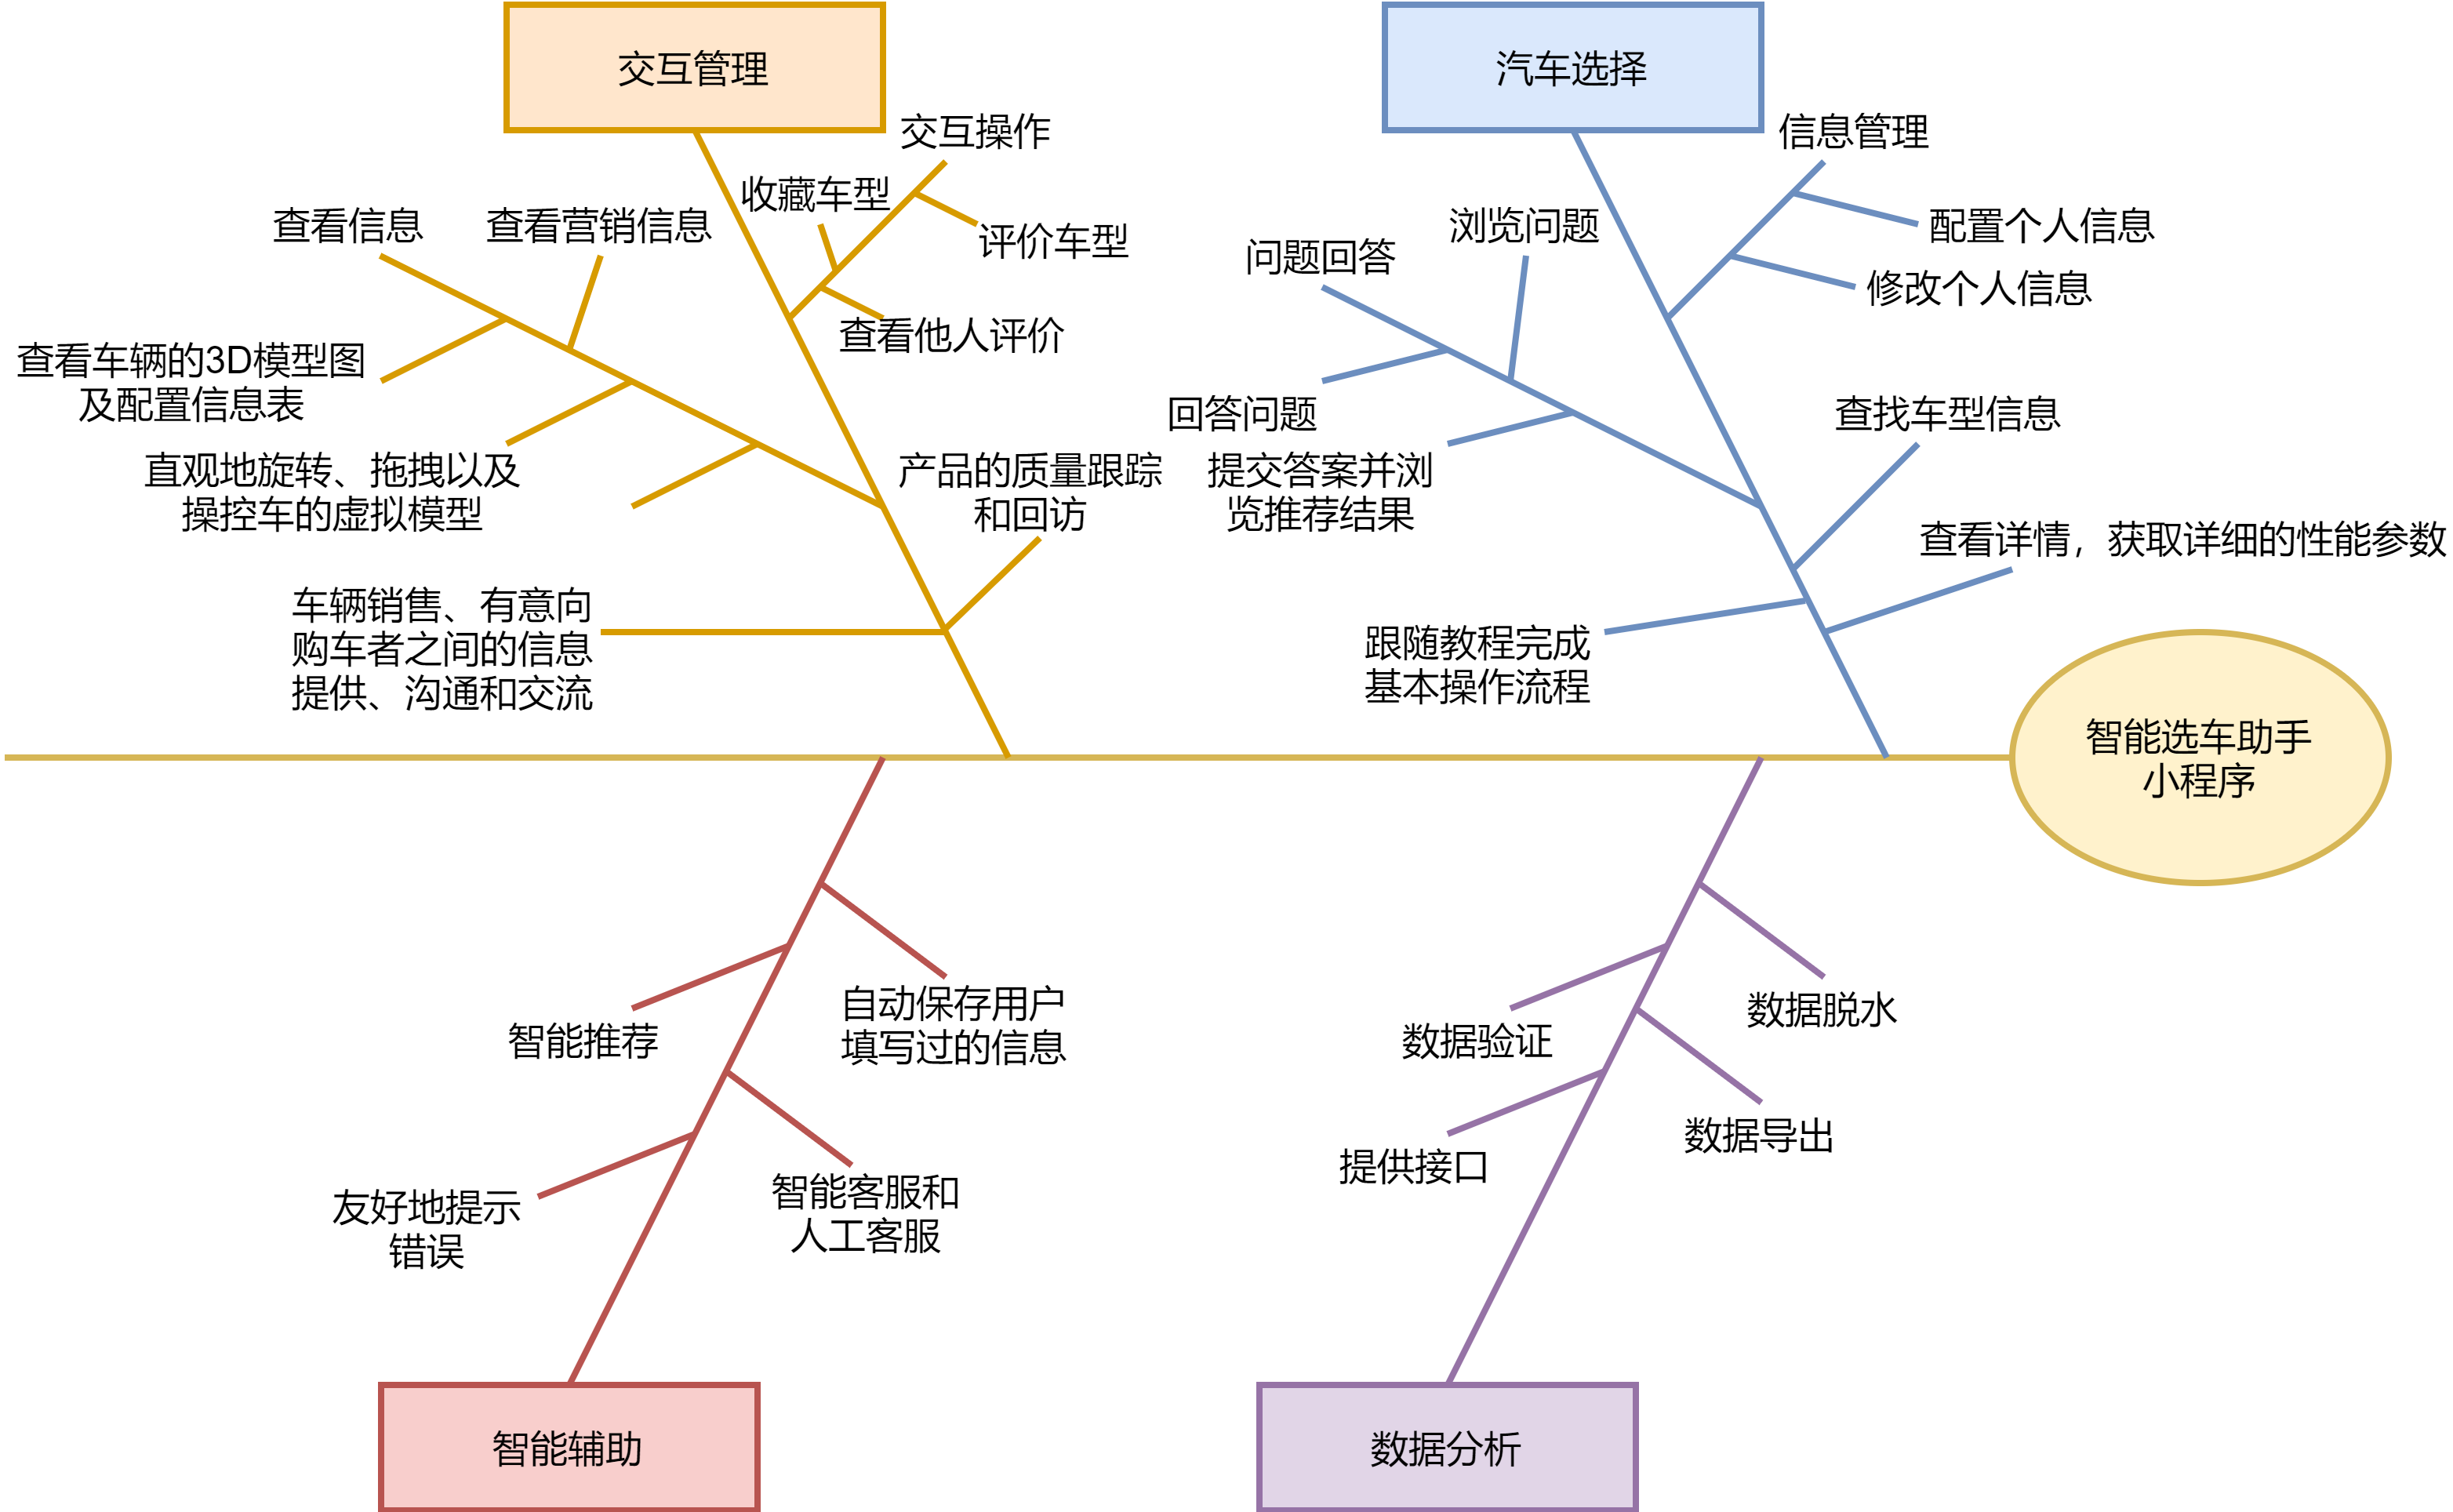 交互管理
汽车选择
交互操作
信息管理
收藏车型
查看信息
查看营销信息
评价车型
浏览问题
配置个人信息
问题回答
修改个人信息
查看他人评价
查看车辆的3D模型图
及配置信息表
回答问题
查找车型信息
直观地旋转、拖拽以及
操控车的虚拟模型
产品的质量跟踪
和回访
提交答案并浏
览推荐结果
查看详情，获取详细的性能参数
车辆销售、有意向
购车者之间的信息
提供、沟通和交流
跟随教程完成
基本操作流程
智能选车助手
小程序
智能推荐
自动保存用户
填写过的信息
数据验证
数据脱水
友好地提示
错误
智能客服和
人工客服
提供接口
数据导出
智能辅助
数据分析